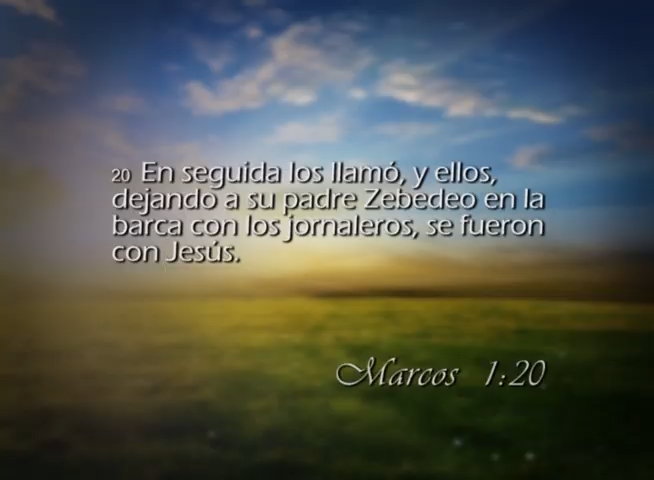 20 En seguida los llamó, y ellos,
dejando a su padre Zebedeo en la
barca con los jornaleros, se fueron
con Jesús.
Marcos 1:20